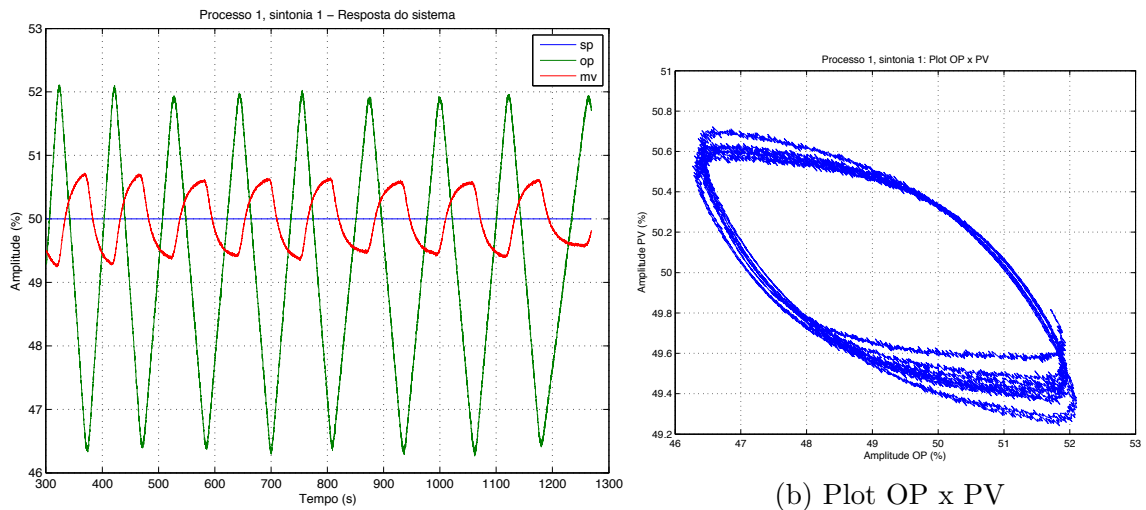 Processo 1, sintonia 1 – Resposta do sistema
53
52
51
50
49
48
47
46
Amplitude (%)
sp
op
mv
300 400 500 600 700 800 900 1000 1100 1200 1300
Tempo (s)
Processo 1, sintonia 1: Plot OP x PV
51
50.8
50.6
50.4
50.2
50
49.8
49.6
49.4
49.2
Amplitude PV (%)
46 47 48 49 50 51 52 53
Amplitude OP (%)
(b) Plot OP x PV